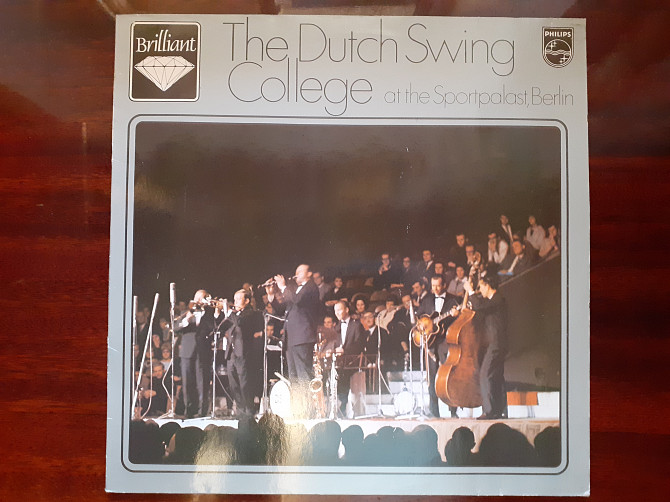 Brilliant
The Dutch Swing
College at the Sportpalast, Berlin
PHILIPS